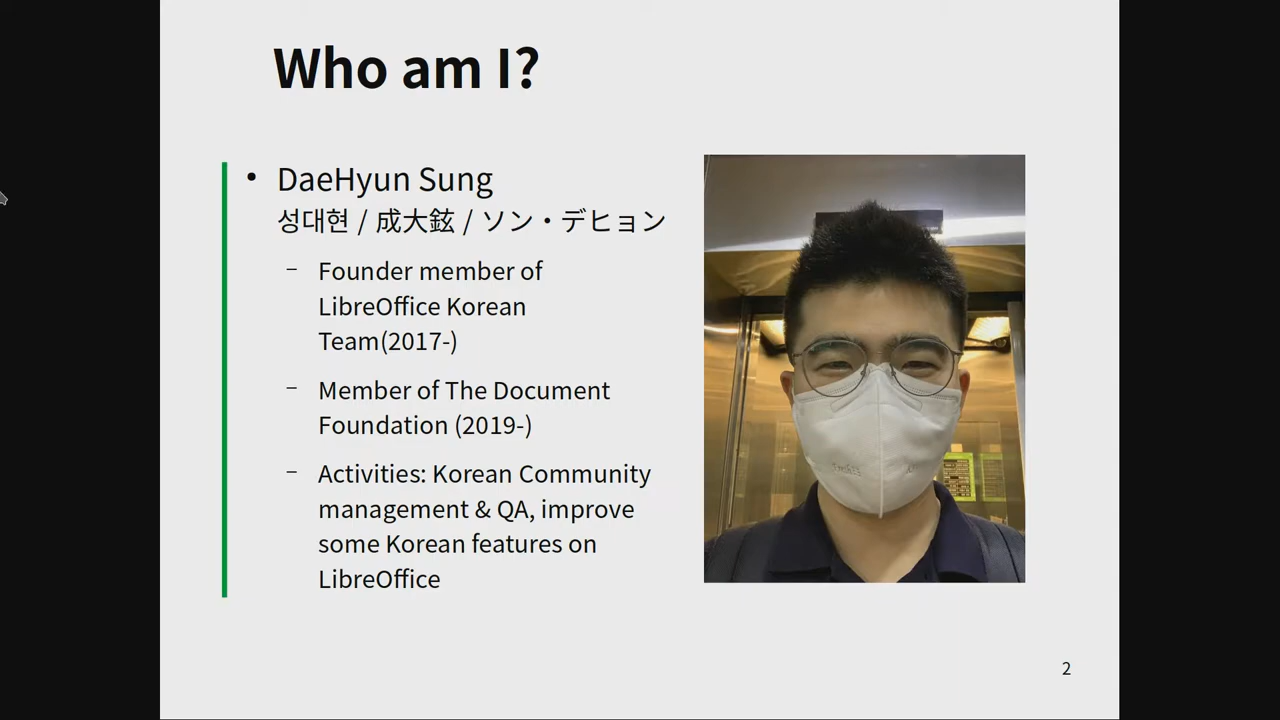 Who am I?
• DaeHyun Sung
성대현 / 成大鉉 / ソン・デヒョン
– Founder member of
LibreOffice Korean
Team(2017-)
– Member of The Document
Foundation (2019-)
– Activities: Korean Community
management & QA, improve
some Korean features on
LibreOffice
2